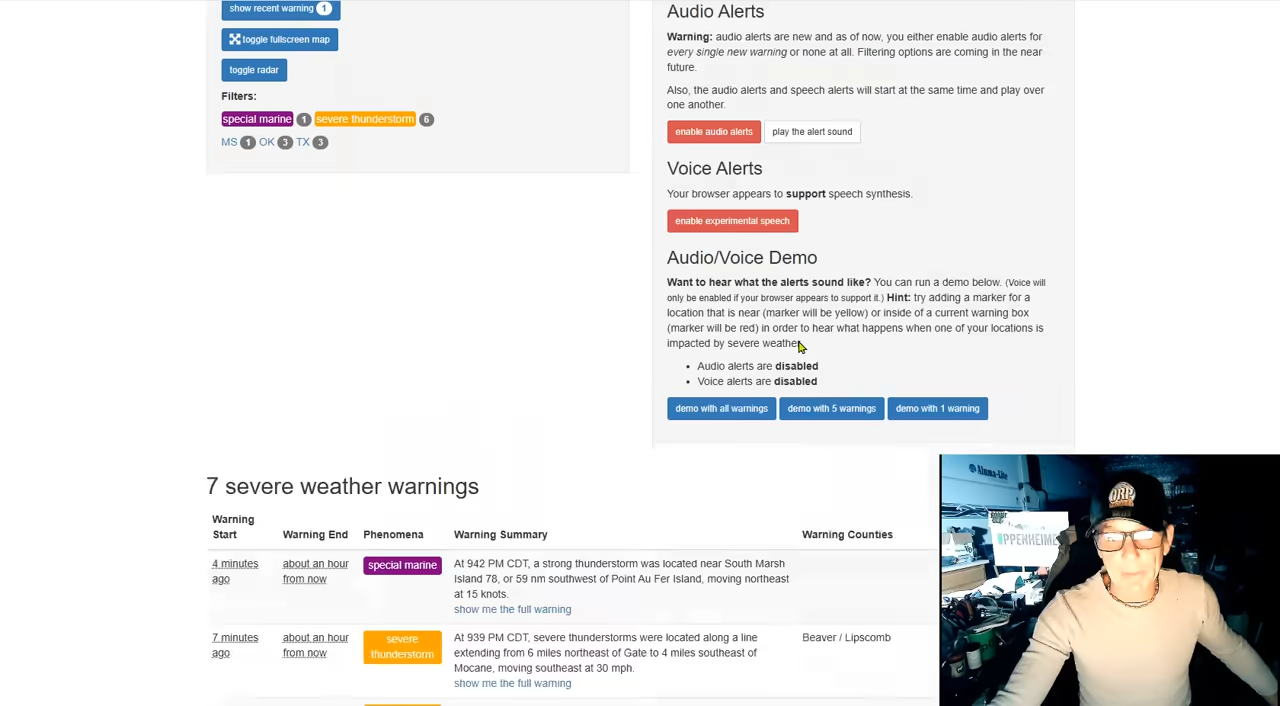 show recent warning 1
toggle fullscreen map
toggle radar
Filters:
special marine 1 severe thunderstorm 6
MS 1 OK 3 TX 3
Audio Alerts
Warning: audio alerts are new and as of now, you either enable audio alerts for
every single new warning or none at all. Filtering options are coming in the near
future.
Also, the audio alerts and speech alerts will start at the same time and play over
one another.
enable audio alerts play the alert sound
Voice Alerts
Your browser appears to support speech synthesis.
enable experimental speech
Audio/Voice Demo
Want to hear what the alerts sound like? You can run a demo below. (Voice will
only be enabled if your browser appears to support it.) Hint: try adding a marker for a
location that is near (marker will be yellow) or inside of a current warning box
(marker will be red) in order to hear what happens when one of your locations is
impacted by severe weather
Audio alerts are disabled
Voice alerts are disabled
demo with all warnings demo with 5 warnings demo with 1 warning
7 severe weather warnings
Warning Start Warning End Phenomena Warning Summary Warning Counties
4 minutes ago
about an hour from now
special marine
At 942 PM CDT, a strong thunderstorm was located near South Marsh
Island 78, or 59 nm southwest of Point Au Fer Island, moving northeast
at 15 knots.
show me the full warning
7 minutes ago
about an hour from now
severe thunderstorm
At 939 PM CDT, severe thunderstorms were located along a line
extending from 6 miles northeast of Gate to 4 miles southeast of
Mocane, moving southeast at 30 mph.
show me the full warning
Beaver / Lipscomb
Aluma-Lite
ORP
PPENHEIME